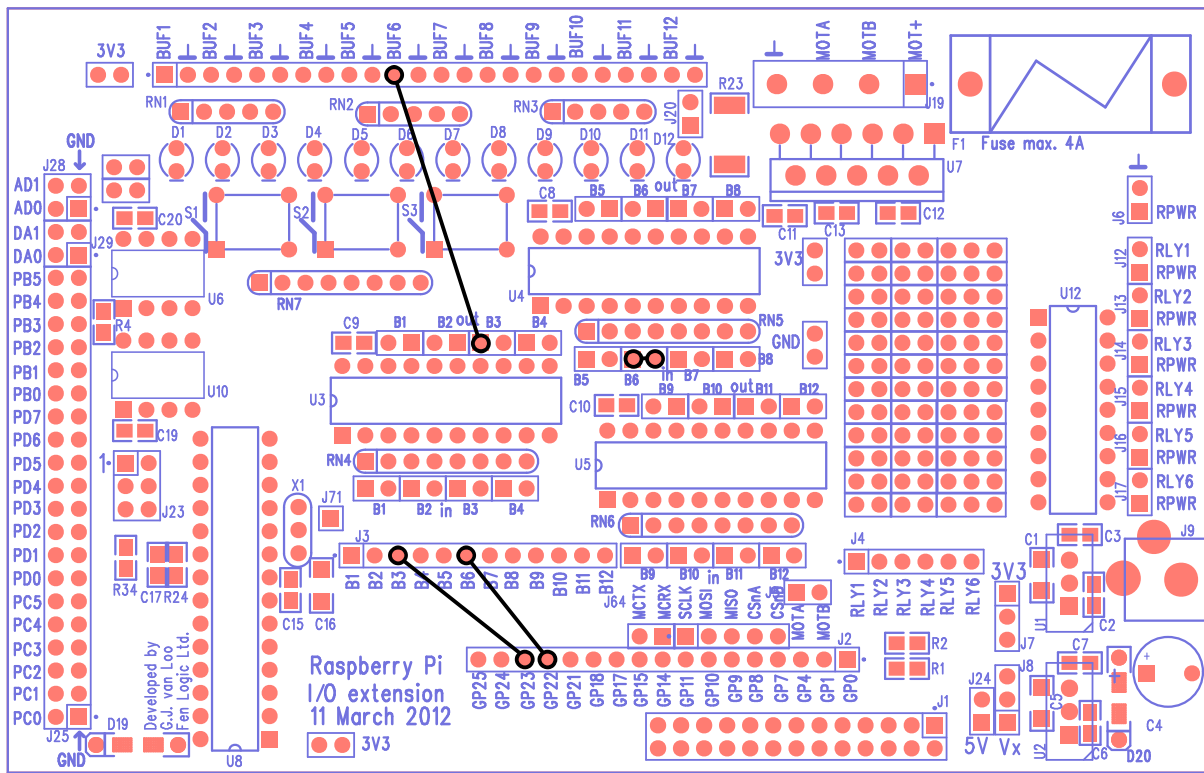 3V3
BUF1
BUF2
BUF3
BUF4
BUF5
BUF6
BUF7
BUF8
BUF9
BUF10
BUF11
BUF12
MOTA
MOTB
MOT+
RN1
RN2
RN3
J20
R23
J19
F1
Fuse max. 4A
U7
GND
J28
D1
D2
D3
D4
D5
D6
D7
D8
D9
D10
D11
D12
AD1
AD0
DA1
DA0
J29
C20
S1
S2
S3
C8
B5
B6
out
B7
B8
C11
C13
C12
J6
RPWR
PB5
PB4
PB3
PB2
PB1
PB0
PD7
PD6
PD5
PD4
PD3
PD2
PD1
PD0
PC5
PC4
PC3
PC2
PC1
PC0
J25
GND
U6
R4
U10
C19
1
J23
RN7
U4
3V3
GND
J12
RLY1
RPWR
J13
RLY2
RPWR
J14
RLY3
RPWR
J15
RLY4
RPWR
J16
RLY5
RPWR
J17
RLY6
RPWR
U12
C9
B1
B2
out
B3
B4
RN5
B5
B6
in
B7
B8
U3
C10
B9
B10
out
B11
B12
U5
RN4
B1
B2
in
B3
B4
RN6
X1
J71
J3
B1
B2
B3
B4
B5
B6
B7
B8
B9
B10
B11
B12
B9
B10
in
B11
B12
J4
RLY1
RLY2
RLY3
RLY4
RLY5
RLY6
C1
C3
J9
3V3
U1
C2
J7
R34
C17
R24
C15
C16
J64
MCTX
MCRX
SCLK
MOSI
MISO
CSnA
CSnB
MOTA
MOTB
J2
R2
R1
C7
J8
J24
C5
5V
Vx
U2
C6
D20
C4
+
+
GP25
GP24
GP23
GP22
GP21
GP18
GP17
GP15
GP14
GP11
GP10
GP9
GP8
GP7
GP4
GP1
GP0
J1
Developed by
G.J. van Loo
Fen Logic Ltd.
D19
U8
Raspberry Pi
I/O extension
11 March 2012
3V3